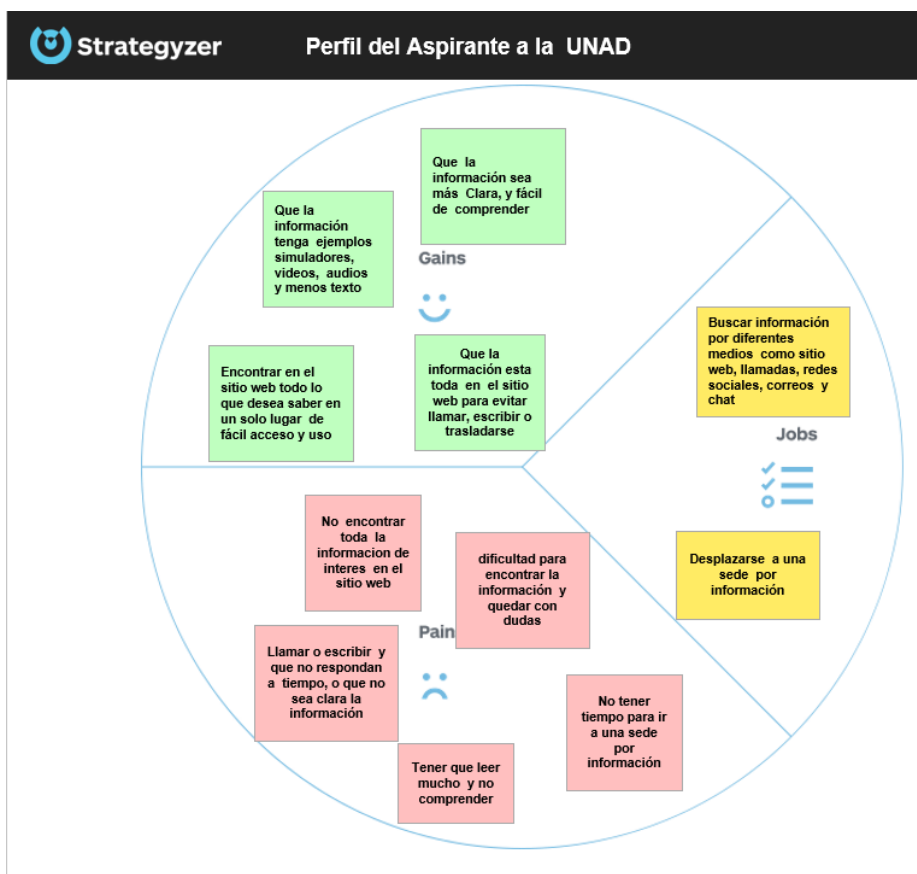 Strategyzer
Perfil del Aspirante a la UNAD
Que la
información sea
más Clara, y fácil
de comprender
Que la
información
tenga ejemplos
simuladores,
videos, audios
y menos texto
Gains
Encontrar en el
sitio web todo lo
que desea saber en
un solo lugar de
fácil acceso y uso
Que la
información esta
toda en el sitio
web para evitar
llamar, escribir o
trasladarse
Buscar información
por diferentes
medios como sitio
web, llamadas, redes
sociales, correos y
chat
Jobs
Desplazarse a una
sede por
información
No encontrar
toda la
informacion de
interes en el
sitio web
dificultad para
encontrar la
información y
quedar con
dudas
Pain
Llamar o escribir y
que no respondan
a tiempo, o que no
sea clara la
información
No tener
tiempo para ir
a una sede
por
información
Tener que leer
mucho y no
comprender